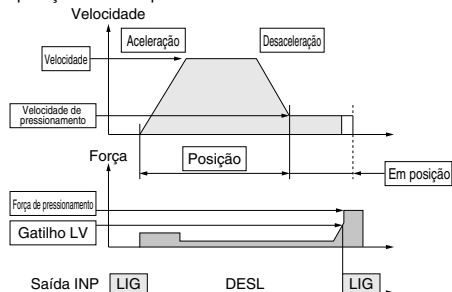 Velocidade
Aceleração
Desaceleração
Velocidade
Velocidade de
pressionamento
Força
Posição
Em posição
Força de pressionamento
Gatilho LV
Saída INP LIG DESL LIG